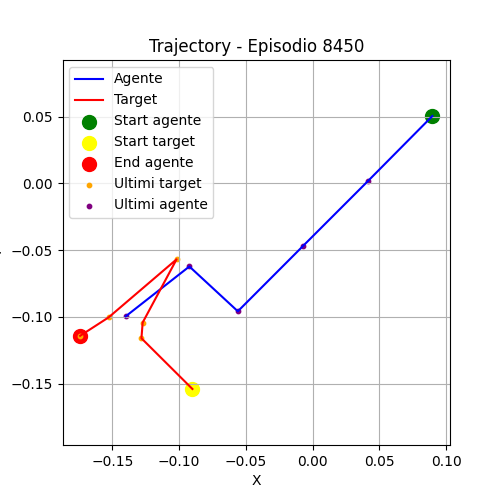 Trajectory - Episodio 8450
Agente
Target
Start agente
Start target
End agente
Ultimi target
Ultimi agente
0.05
0.00
−0.05
−0.10
−0.15
−0.15
−0.10
−0.05
0.00
0.05
0.10
X